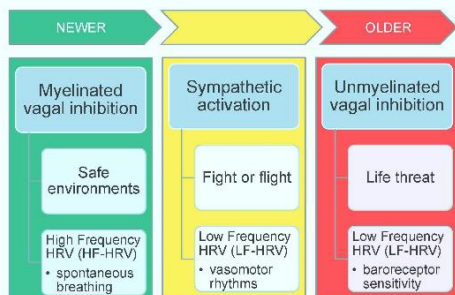 NEWER
OLDER
Myelinated
vagal inhibition
Safe
environments
High Frequency
HRV (HF-HRV)
• spontaneous
breathing
Sympathetic
activation
Fight or flight
Low Frequency
HRV (LF-HRV)
• vasomotor
rhythms
Unmyelinated
vagal inhibition
Life threat
Low Frequency
HRV (LF-HRV)
• baroreceptor
sensitivity